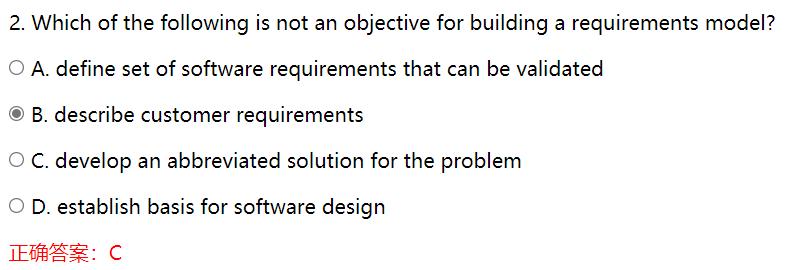 2. Which of the following is not an objective for building a requirements model?
A. define set of software requirements that can be validated
B. describe customer requirements
C. develop an abbreviated solution for the problem
D. establish basis for software design
正确答案：C